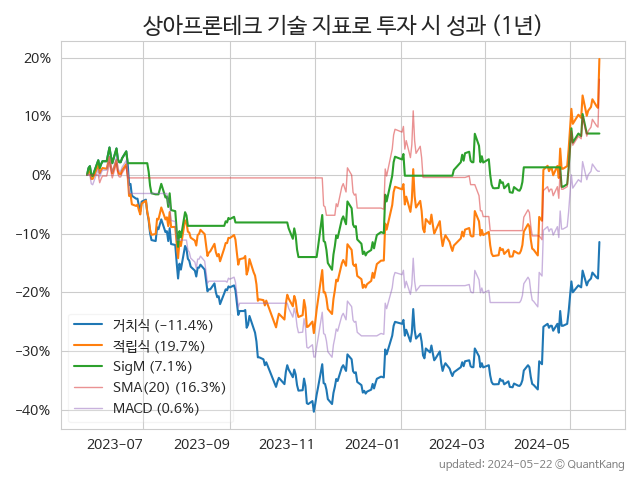 상아프론테크 기술 지표로 투자 시 성과 (1년)
20%
10%
0%
−10%
−20%
−30%
−40%
거치식 (−11.4%)
적립식 (19.7%)
SigM (7.1%)
SMA(20) (16.3%)
MACD (0.6%)
2023−07 2023−09 2023−11 2024−01 2024−03 2024−05
updated: 2024−05−22 © QuantKang